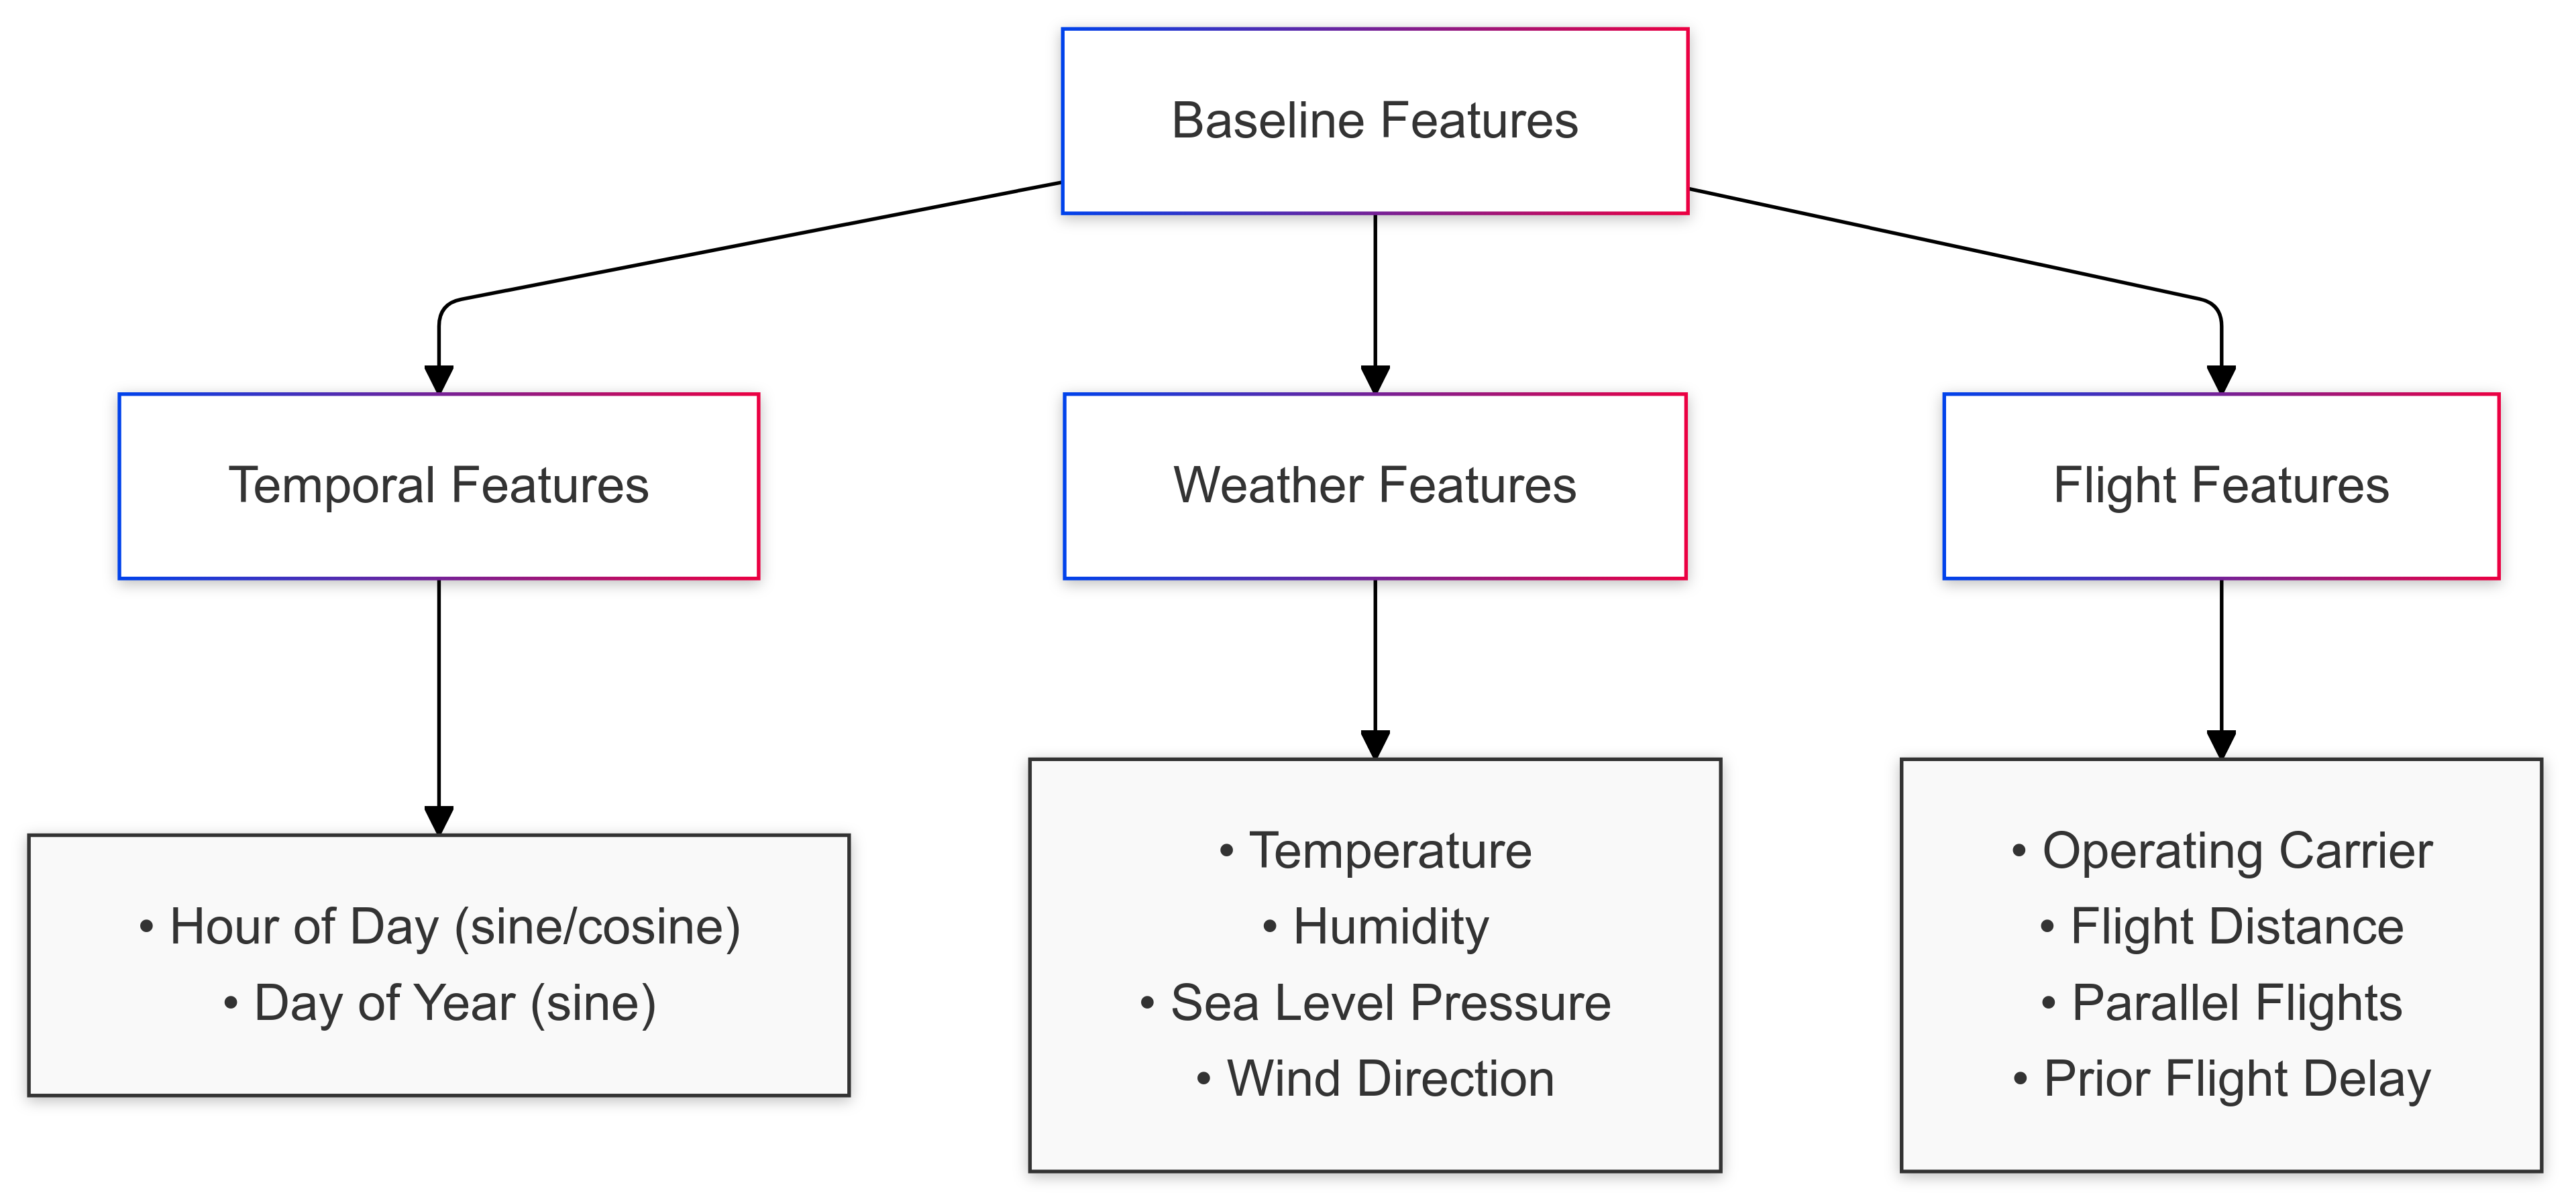 Baseline Features
Temporal Features
Weather Features
Flight Features
• Hour of Day (sine/cosine)
• Day of Year (sine)
• Temperature
• Humidity
• Sea Level Pressure
• Wind Direction
• Operating Carrier
• Flight Distance
• Parallel Flights
• Prior Flight Delay